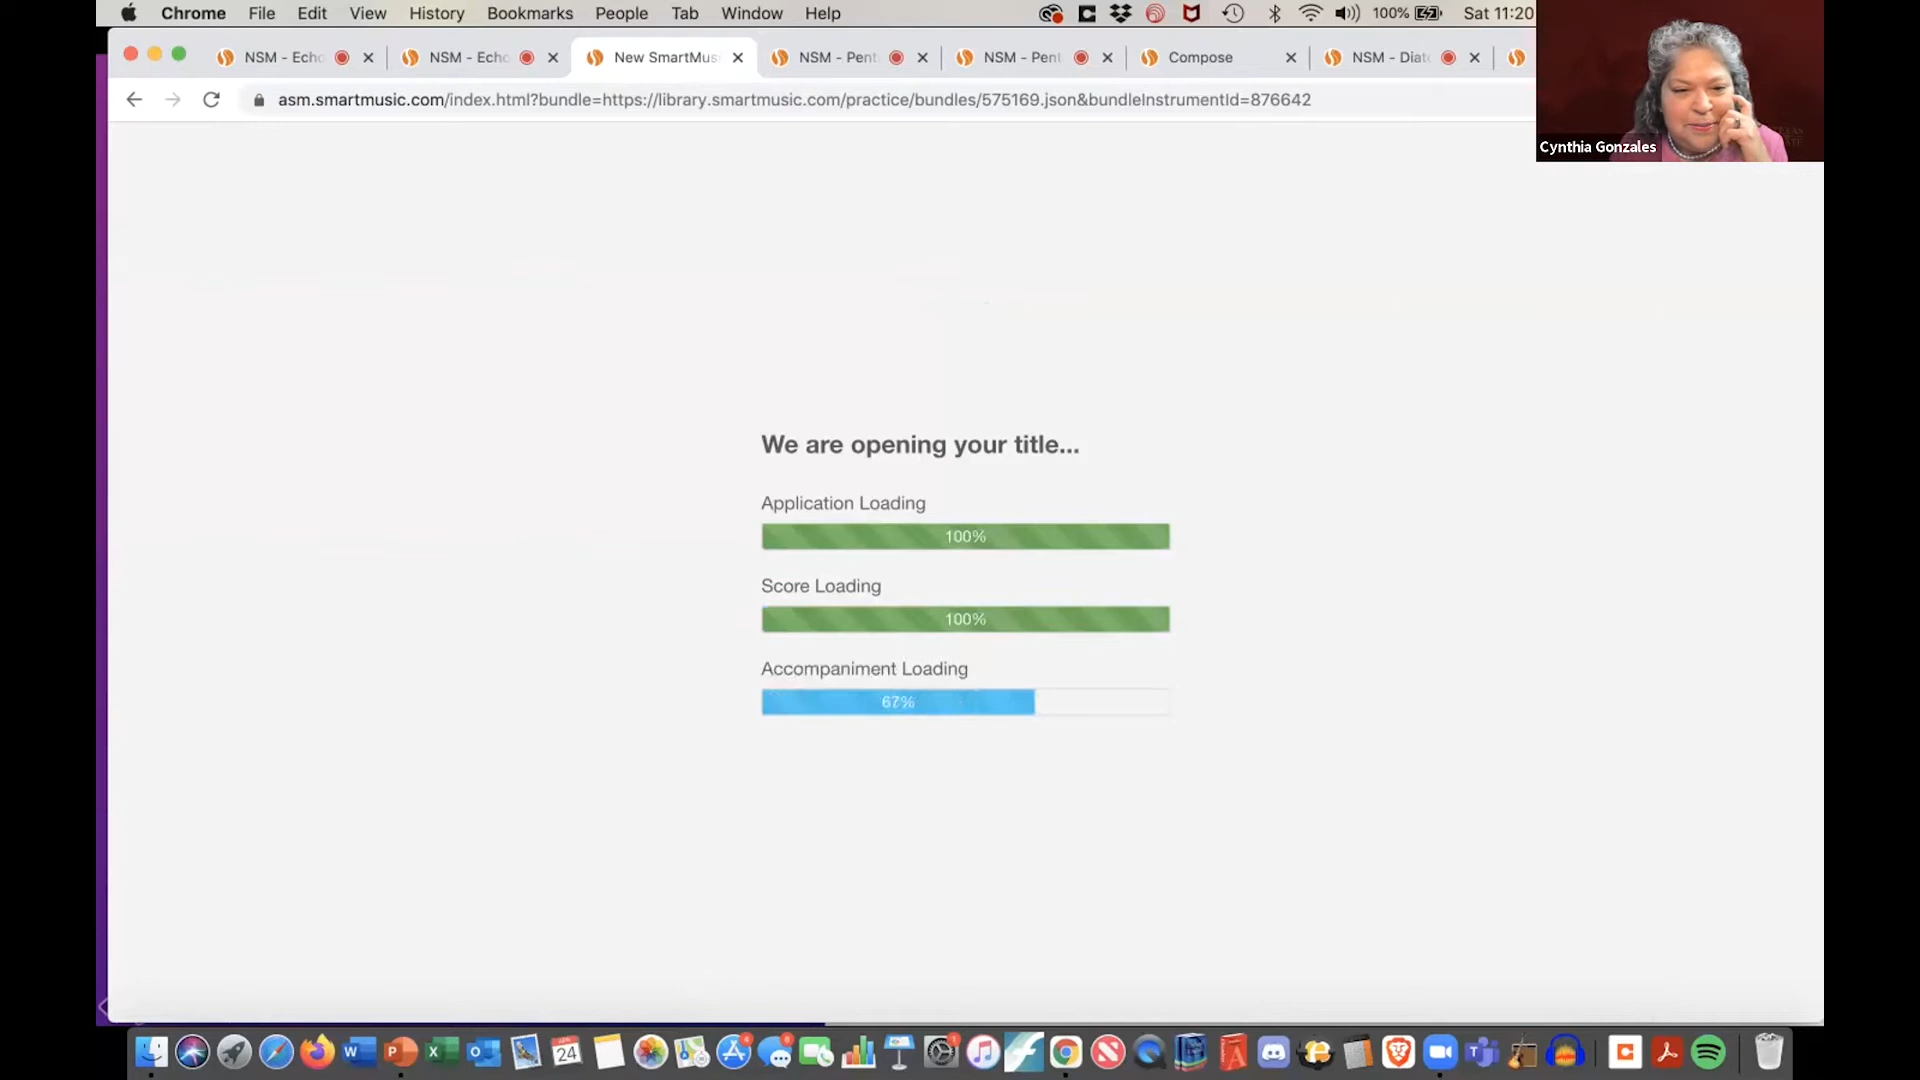 Chrome File Edit View History Bookmarks People Tab Window Help 100% Sat 11:20
NSM - Echo NSM - Echo New SmartMus NSM - Pent NSM - Pent Compose NSM - Diato
asm.smartmusic.com/index.html?bundle=https://library.smartmusic.com/practice/bundles/575169.json&bundleInstrumentId=876642
Cynthia Gonzales
We are opening your title...
Application Loading
100%
Score Loading
100%
Accompaniment Loading
67%
24